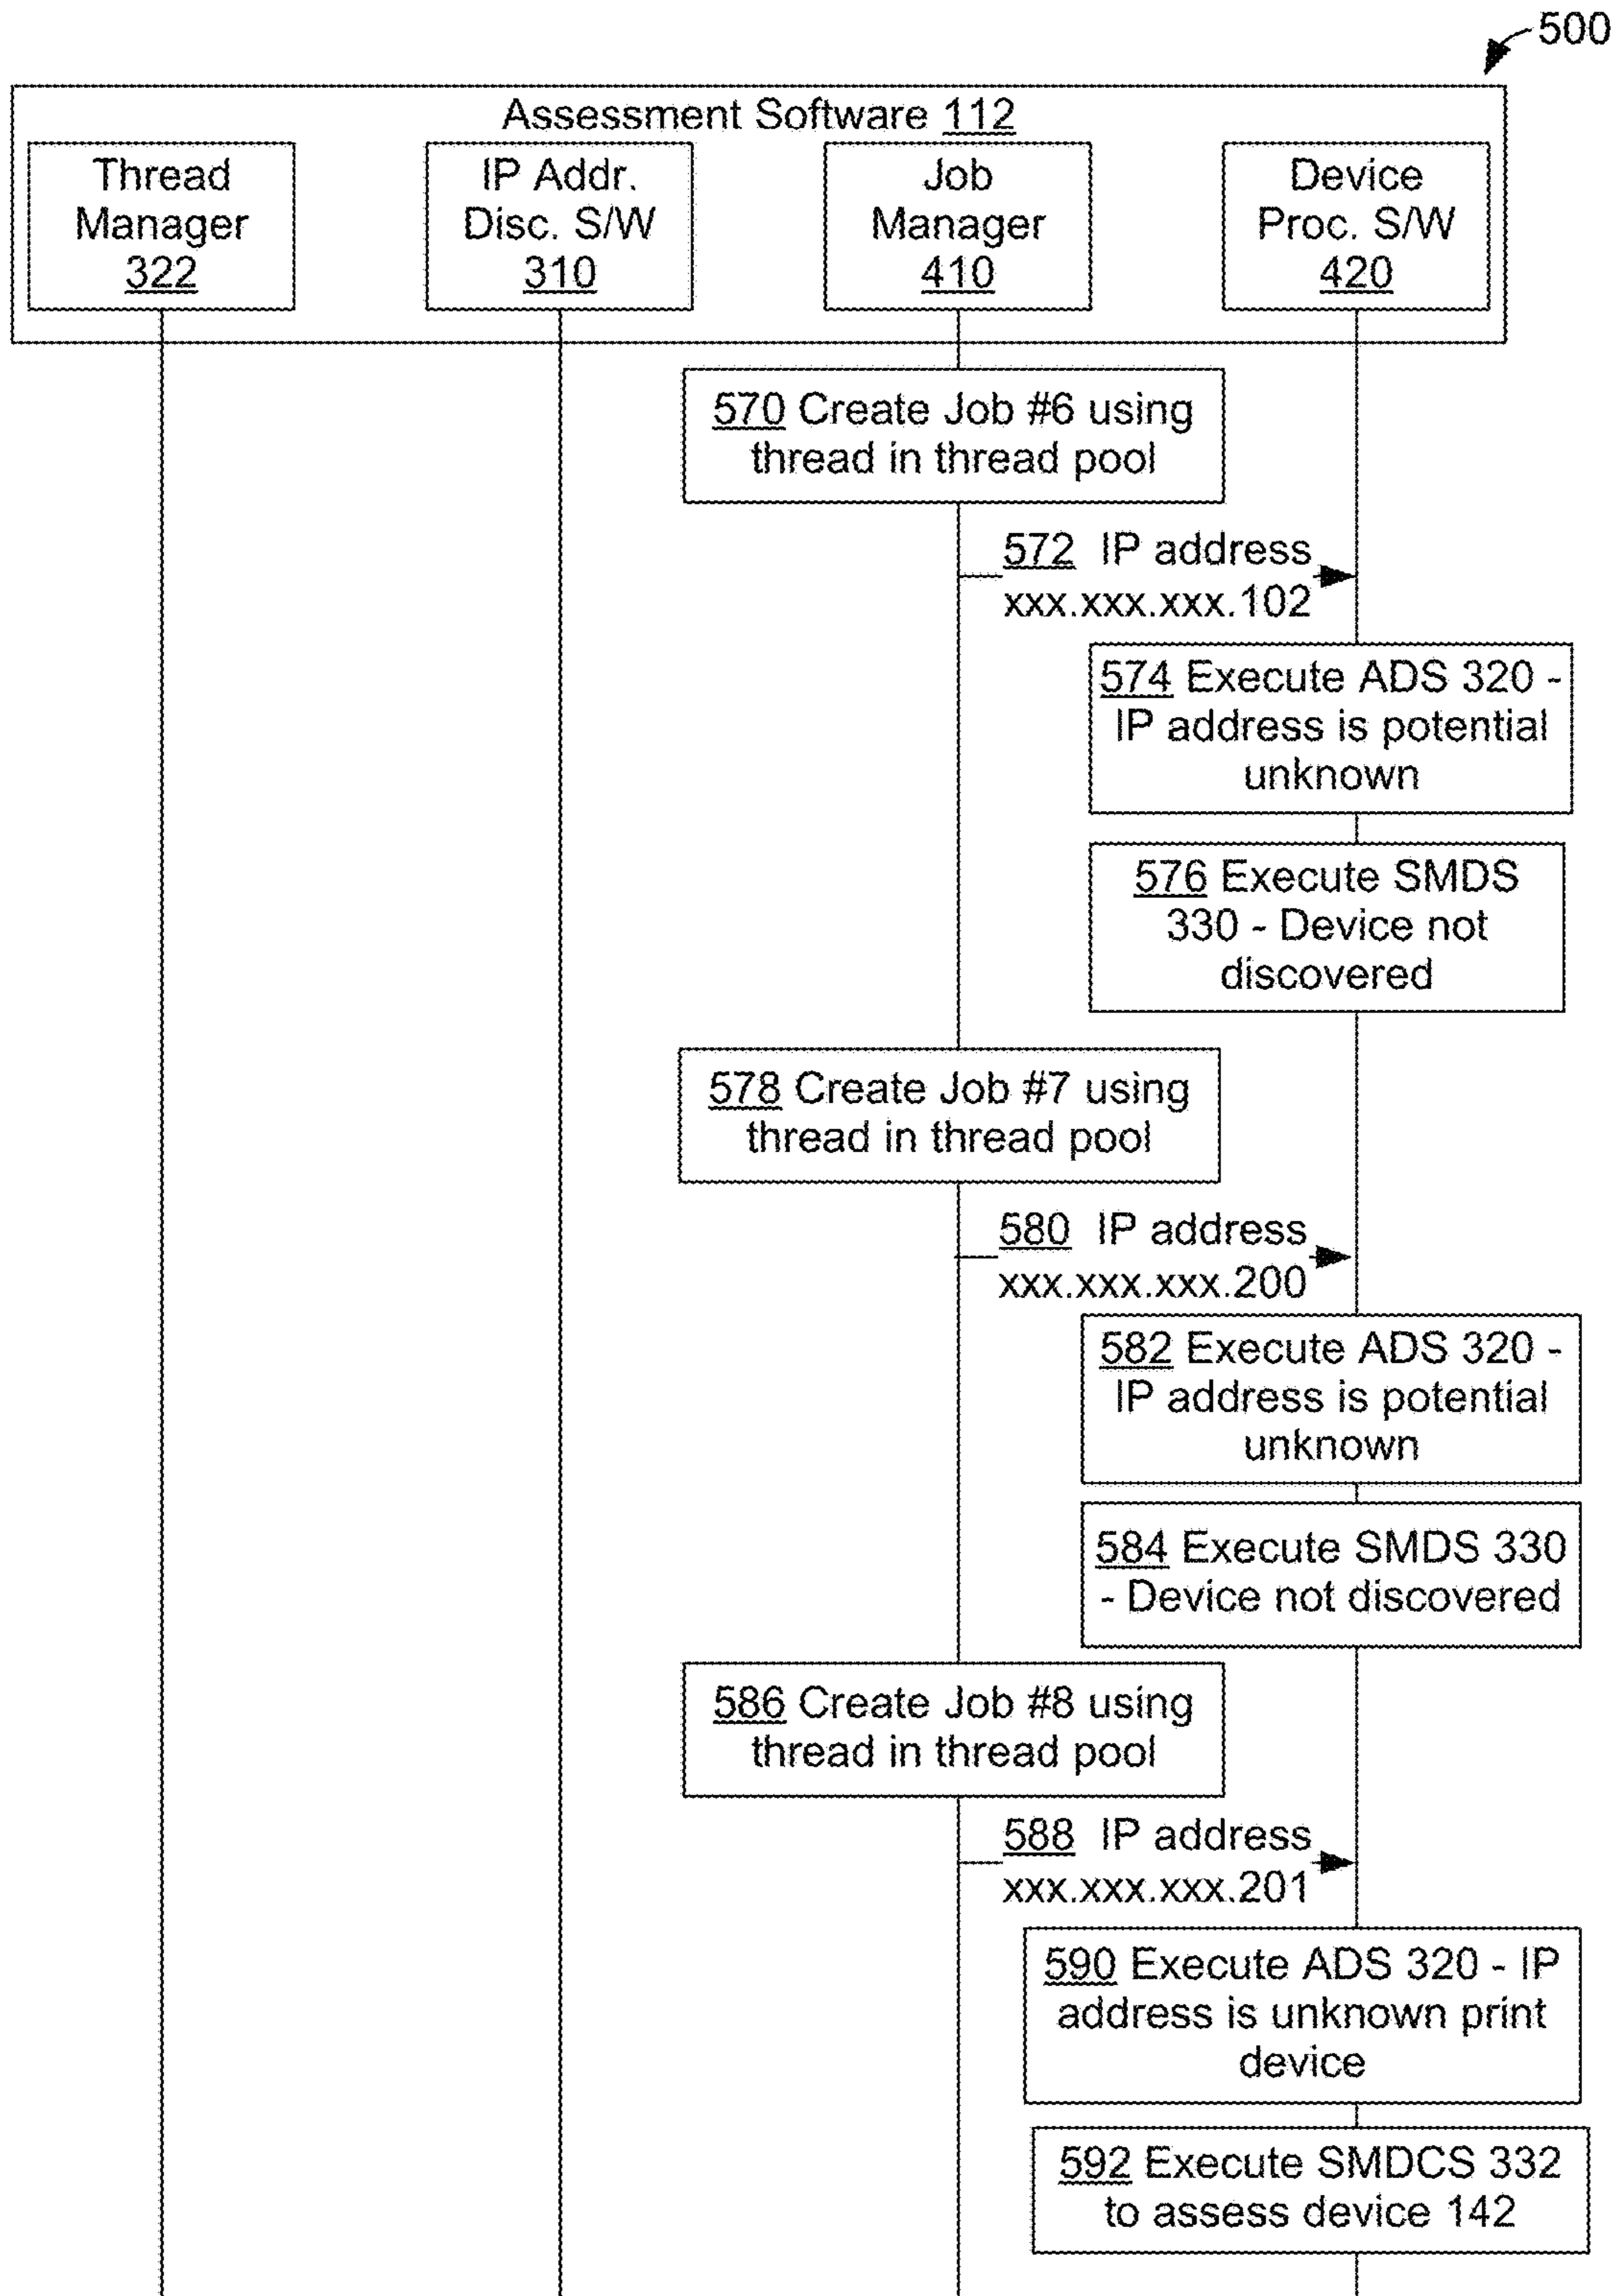 500
Assessment Software 112
Thread
Manager
322
IP Addr.
Disc. S/W
310
Job
Manager
410
Device
Proc. S/W
420
570 Create Job #6 using
thread in thread pool
572 IP address
xxx.xxx.xxx.102
574 Execute ADS 320 -
IP address is potential
unknown
576 Execute SMDS
330 - Device not
discovered
578 Create Job #7 using
thread in thread pool
580 IP address
xxx.xxx.xxx.200
582 Execute ADS 320 -
IP address is potential
unknown
584 Execute SMDS 330
- Device not discovered
586 Create Job #8 using
thread in thread pool
588 IP address
xxx.xxx.xxx.201
590 Execute ADS 320 - IP
address is unknown print
device
592 Execute SMDCS 332
to assess device 142